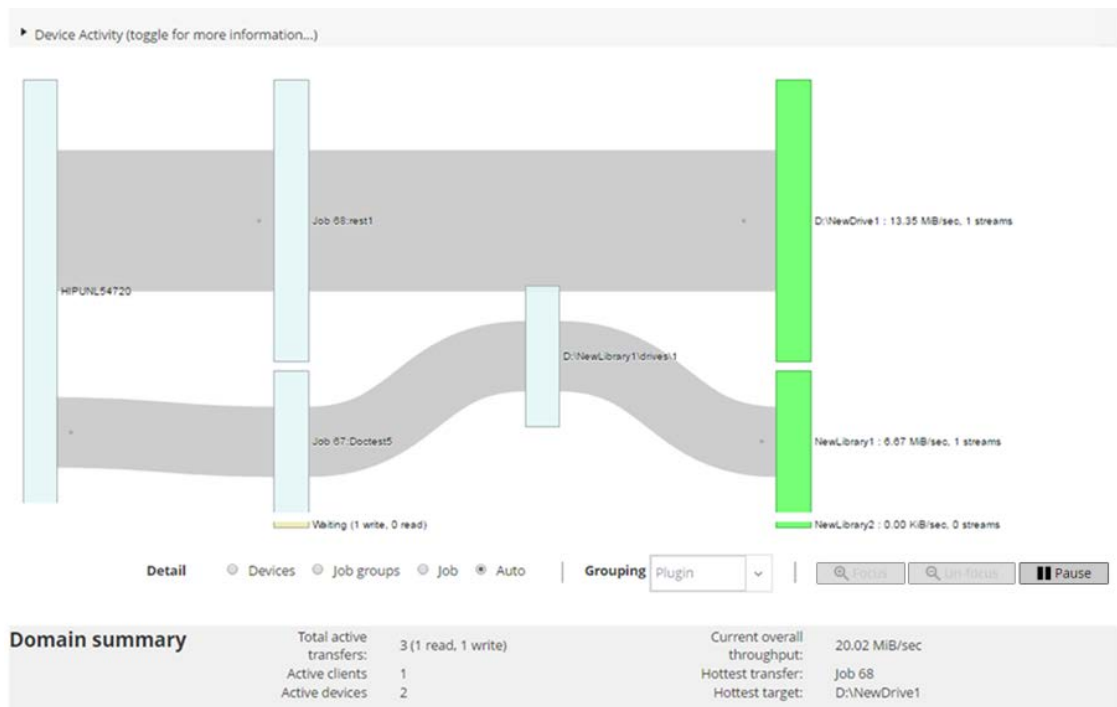 Device Activity (toggle for more information...)
Job 68:rest1
D:\NewDrive1 : 13.35 MiB/sec, 1 streams
HIPUNL54720
D:\NewLibrary1\drives\1
Job 67:Doctest5
NewLibrary1 : 6.67 MiB/sec, 1 streams
Waiting (1 write, 0 read)
NewLibrary2 : 0.00 KiB/sec, 0 streams
Detail Devices Job groups Job Auto Grouping Plugin Focus Un-focus Pause
Domain summary
Total active transfers: 3 (1 read, 1 write)
Active clients 1
Active devices 2
Current overall throughput: 20.02 MiB/sec
Hottest transfer: Job 68
Hottest target: D:\NewDrive1